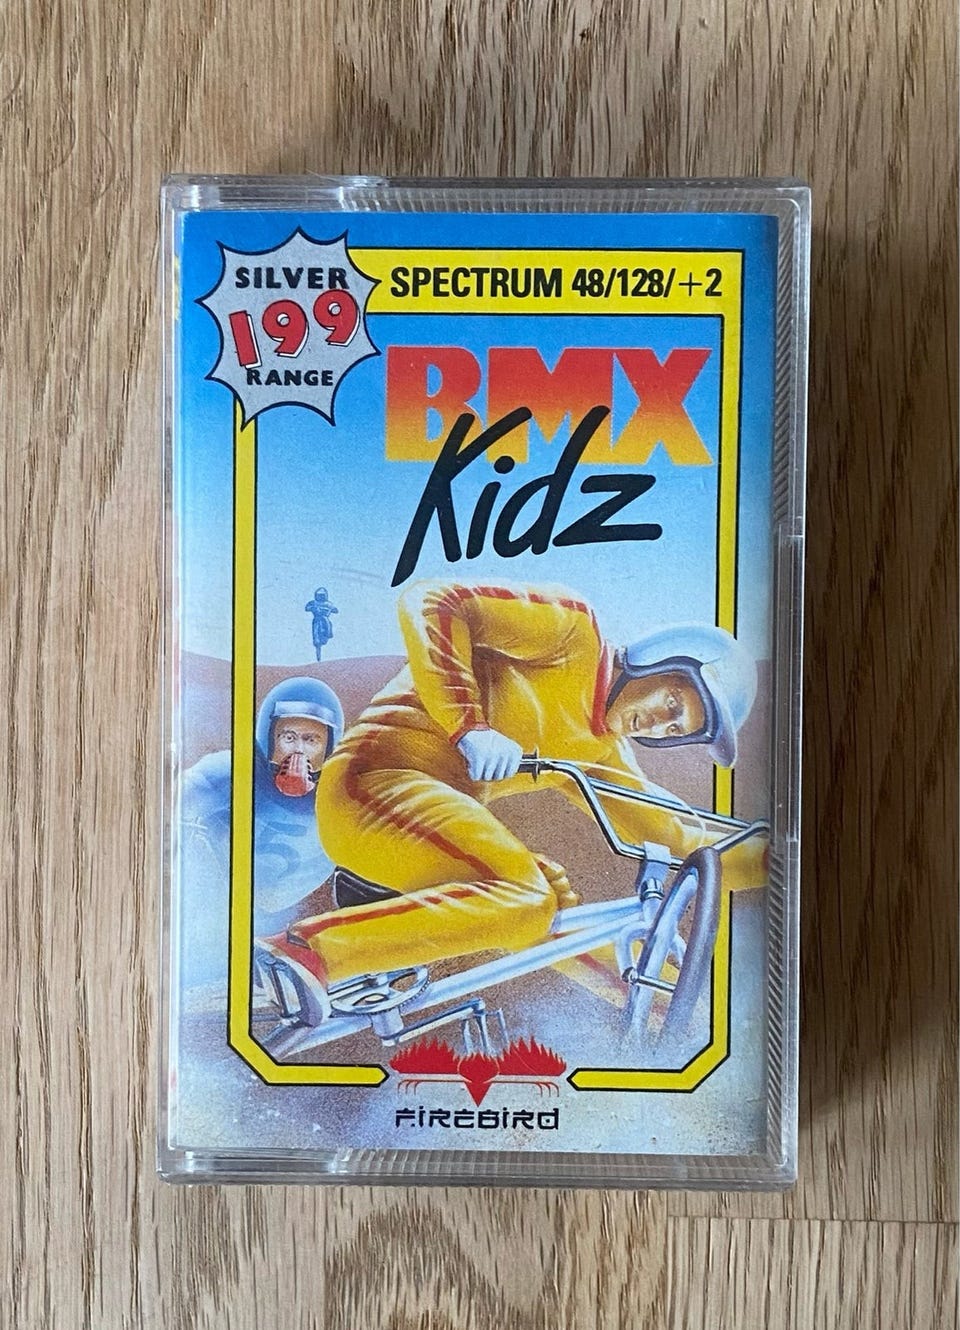 SILVER
199
RANGE
SPECTRUM 48/128/+2
BMX
Kidz
FIREBIRD